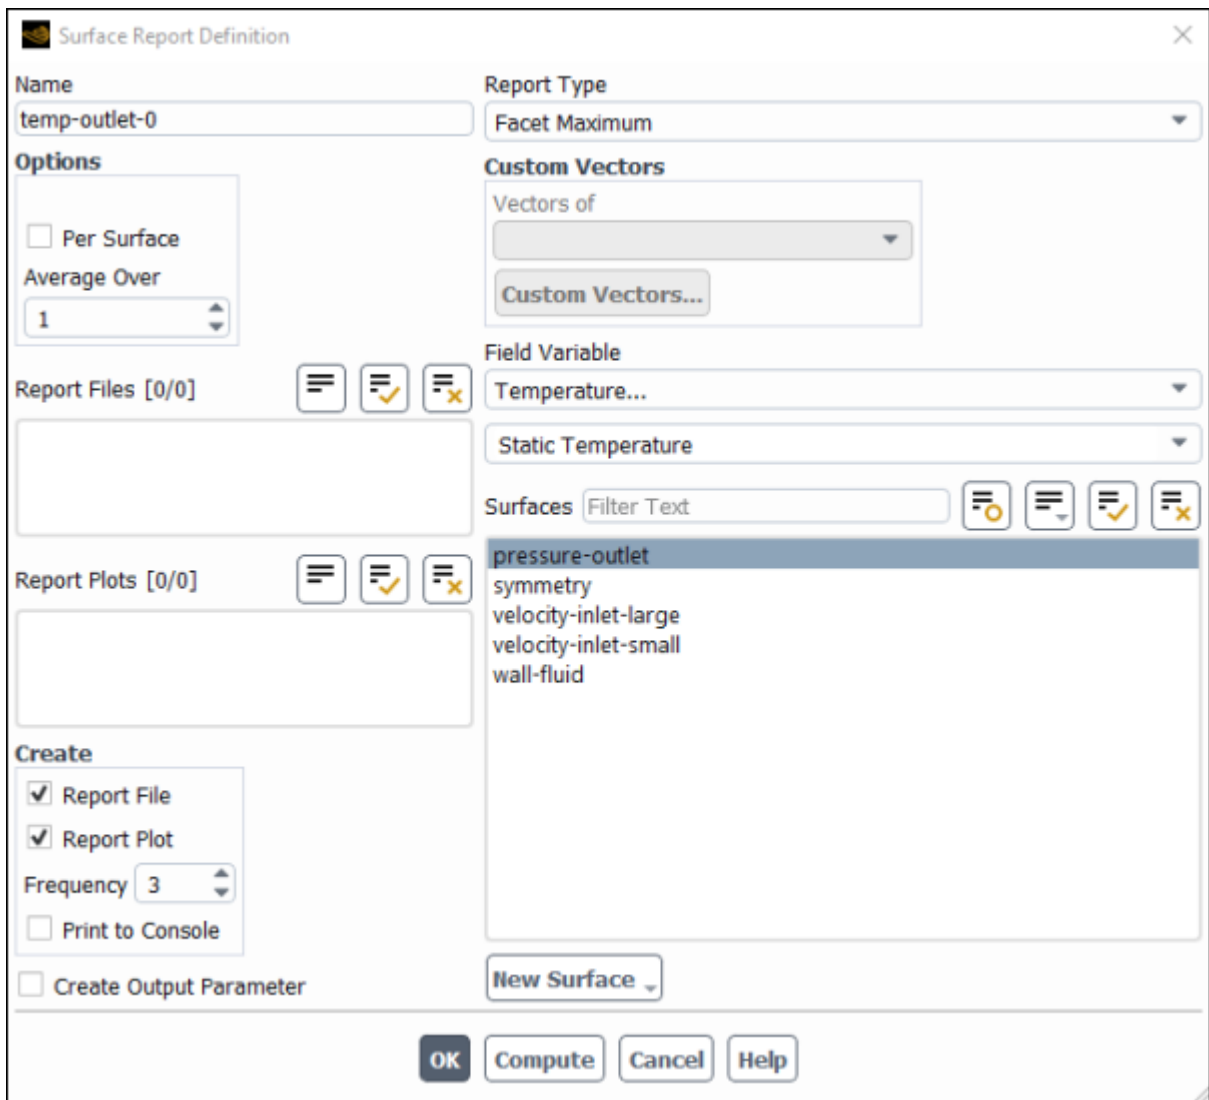 Surface Report Definition
Name
temp-outlet-0
Options
Per Surface
Average Over
1
Report Files [0/0]
Report Plots [0/0]
Create
Report File
Report Plot
Frequency 3
Print to Console
Create Output Parameter
Report Type
Facet Maximum
Custom Vectors
Vectors of
Custom Vectors...
Field Variable
Temperature...
Static Temperature
Surfaces Filter Text
pressure-outlet
symmetry
velocity-inlet-large
velocity-inlet-small
wall-fluid
New Surface
OK Compute Cancel Help